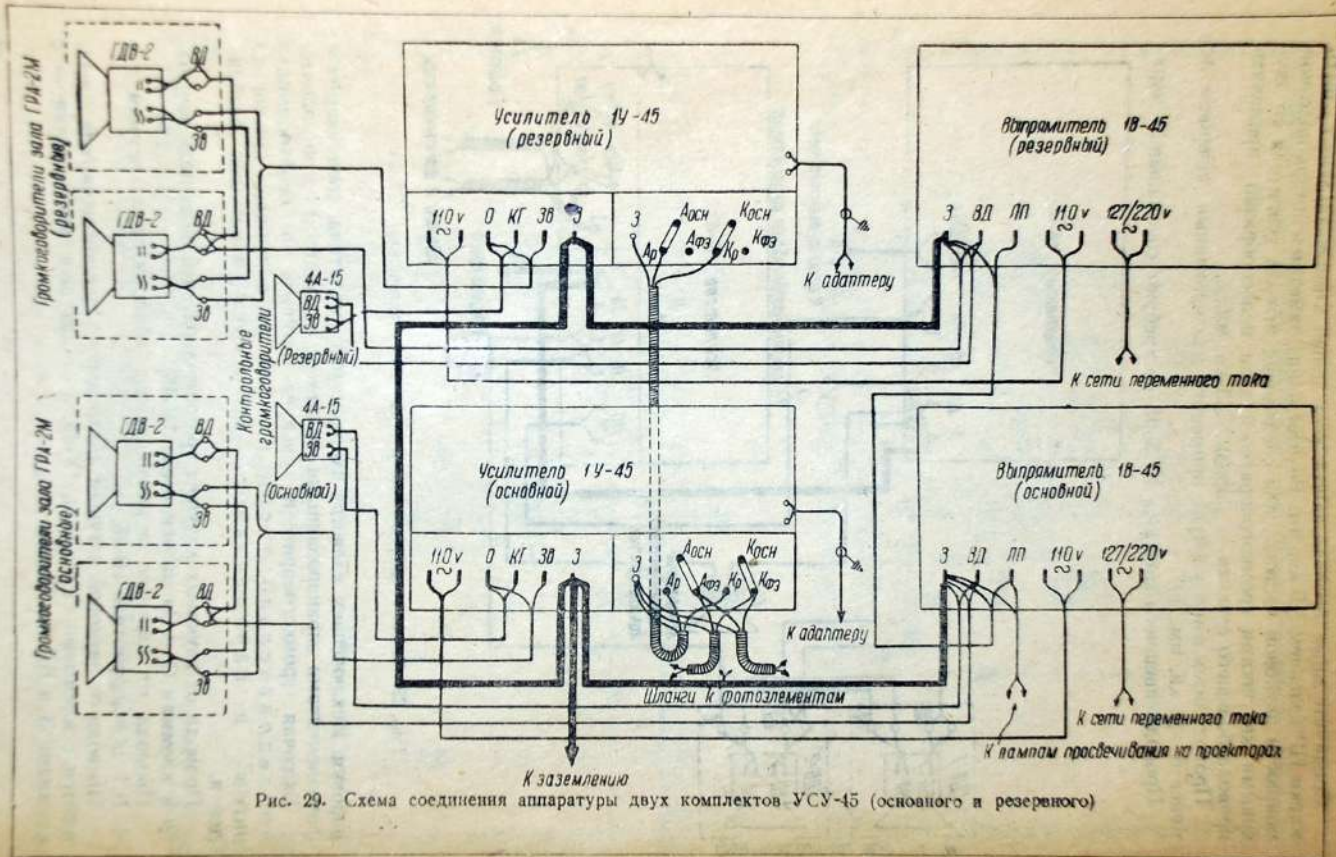 Громкоговорители зала ГРА-2М
(резервные)
ГДВ-2
ВД
ЗВ
ГДВ-2
ВД
ЗВ
Усилитель 1У-45
(резервный)
110 v
О
КГ
ЗВ
З
З
Аосн
Косн
Ар
Афэ
Кр
Кфэ
К адаптеру
Выпрямитель 1В-45
(резервный)
З
ВД
ЛП
110 v
127/220 v
К сети переменного тока
Контрольные
громкоговорители
4А-15
ВД
ЗВ
(Резервный)
4А-15
ВД
ЗВ
(Основной)
Громкоговорители зала ГРА-2М
(основные)
ГДВ-2
ВД
ЗВ
ГДВ-2
ВД
ЗВ
Усилитель 1У-45
(основной)
110 v
О
КГ
ЗВ
З
З
Аосн
Косн
Ар
Афэ
Кр
Кфэ
К адаптеру
Шланги к фотоэлементам
Выпрямитель 1В-45
(основной)
З
ВД
ЛП
110 v
127/220 v
К сети переменного тока
К лампам просвечивания на проекторах
К заземлению
Рис. 29. Схема соединения аппаратуры двух комплектов УСУ-45 (основного и резервного)